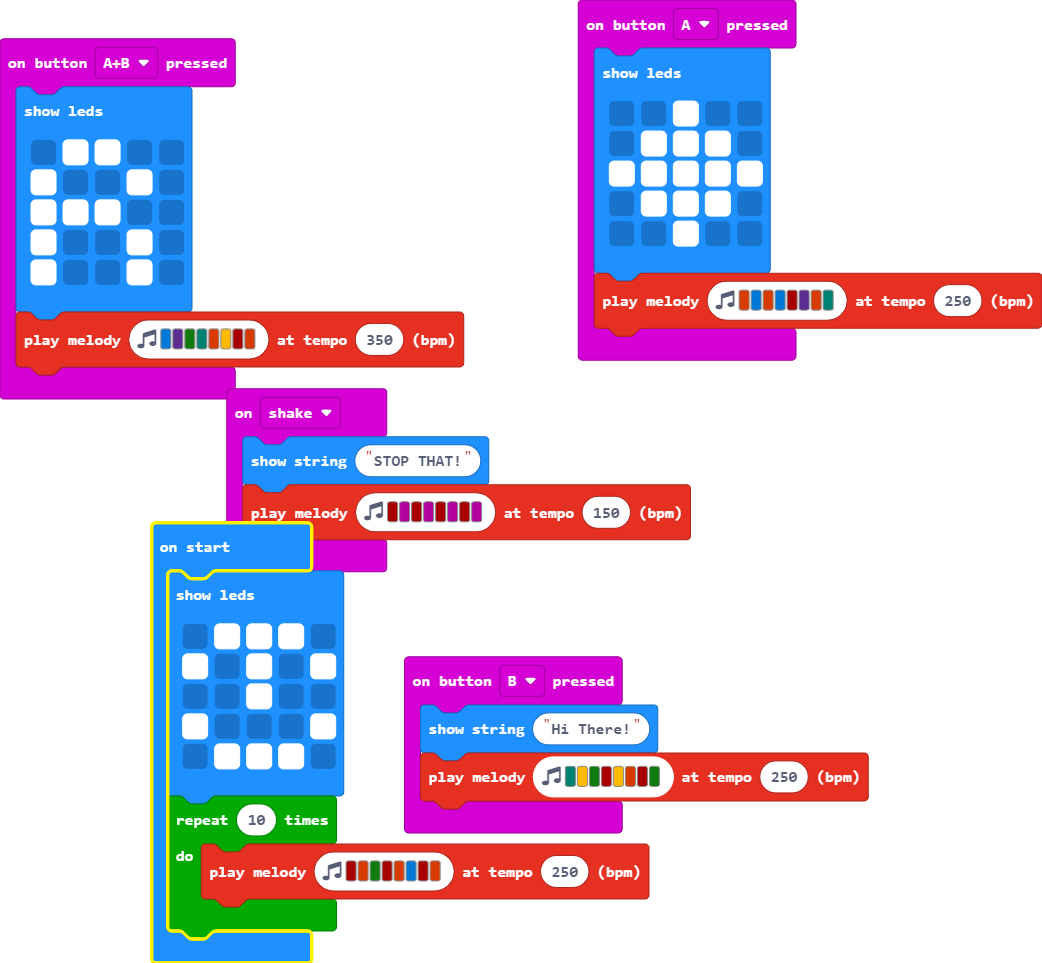 on button A+B pressed
show leds
play melody at tempo 350 (bpm)
on button A pressed
show leds
play melody at tempo 250 (bpm)
on shake
show string "STOP THAT!"
play melody at tempo 150 (bpm)
on start
show leds
repeat 10 times
do
play melody at tempo 250 (bpm)
on button B pressed
show string "Hi There!"
play melody at tempo 250 (bpm)